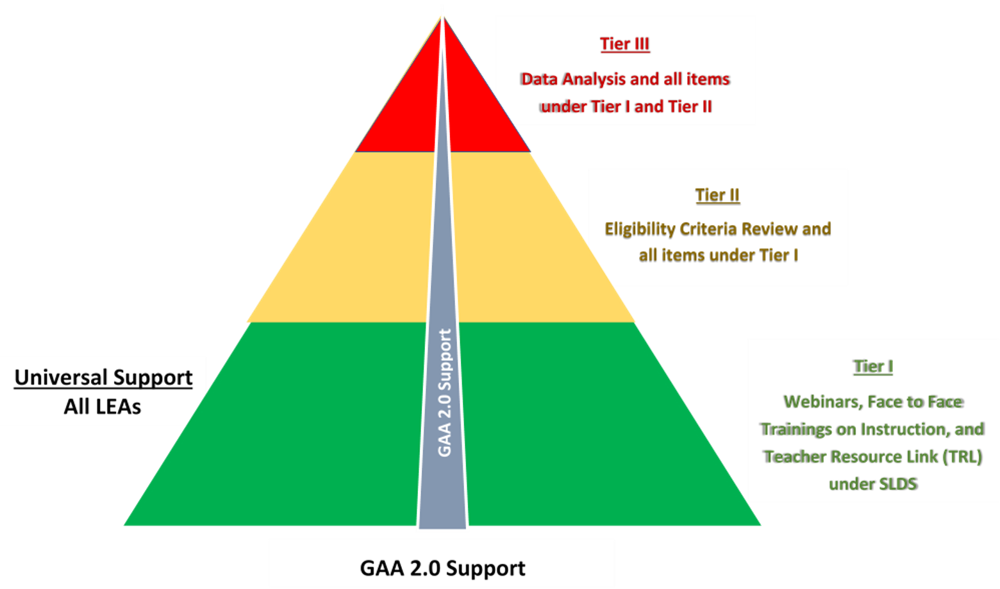 Tier III
Data Analysis and all items
under Tier I and Tier II
Tier II
Eligibility Criteria Review and
all items under Tier I
Universal Support
All LEAs
GAA 2.0 Support
Tier I
Webinars, Face to Face
Trainings on Instruction, and
Teacher Resource Link (TRL)
under SLDS
GAA 2.0 Support